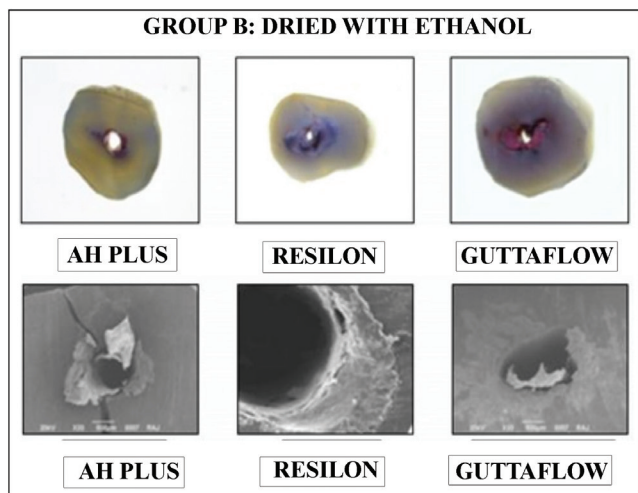 GROUP B: DRIED WITH ETHANOL
AH PLUS
RESILON
GUTTAFLOW
AH PLUS
RESILON
GUTTAFLOW